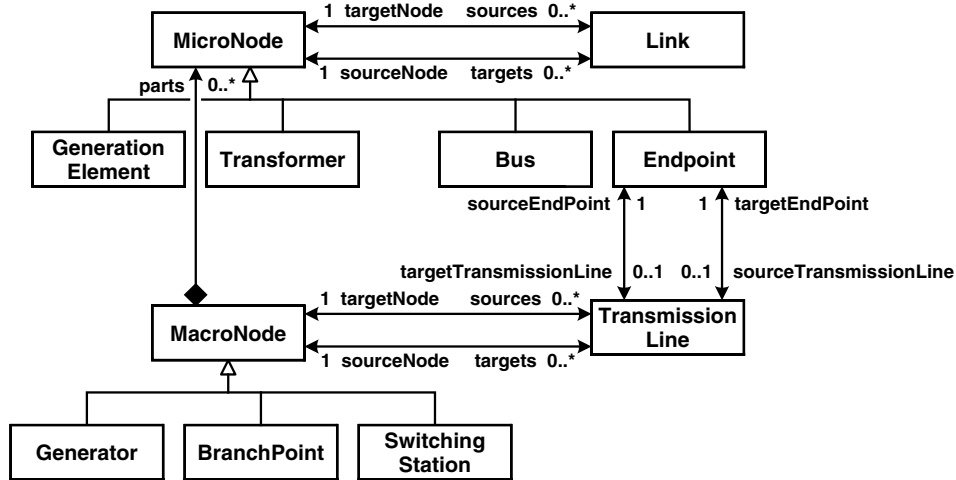 1 targetNode sources 0..*
MicroNode
Link
1 sourceNode targets 0..*
parts 0..*
Generation
Element
Transformer
Bus
Endpoint
sourceEndPoint 1
1 targetEndPoint
targetTransmissionLine 0..1
0..1 sourceTransmissionLine
1 targetNode sources 0..*
MacroNode
Transmission
Line
1 sourceNode targets 0..*
Generator
BranchPoint
Switching
Station